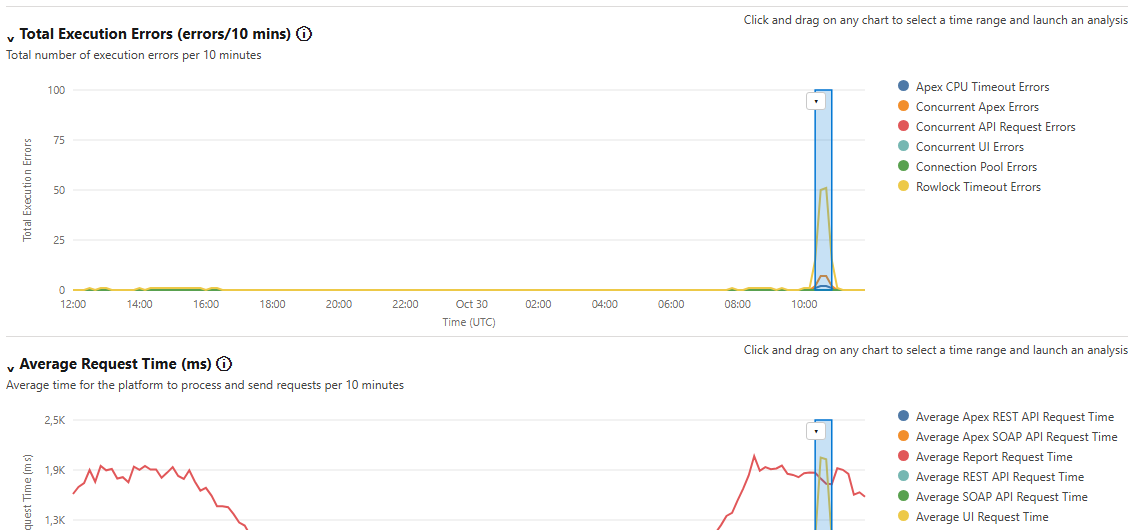 Click and drag on any chart to select a time range and launch an analysis
Total Execution Errors (errors/10 mins)
Total number of execution errors per 10 minutes
100
75
50
25
0
Total Execution Errors
12:00 14:00 16:00 18:00 20:00 22:00 Oct 30 02:00 04:00 06:00 08:00 10:00
Time (UTC)
Apex CPU Timeout Errors
Concurrent Apex Errors
Concurrent API Request Errors
Concurrent UI Errors
Connection Pool Errors
Rowlock Timeout Errors
Click and drag on any chart to select a time range and launch an analysis
Average Request Time (ms)
Average time for the platform to process and send requests per 10 minutes
2,5K
1,9K
1,3K
quest Time (ms)
Average Apex REST API Request Time
Average Apex SOAP API Request Time
Average Report Request Time
Average REST API Request Time
Average SOAP API Request Time
Average UI Request Time